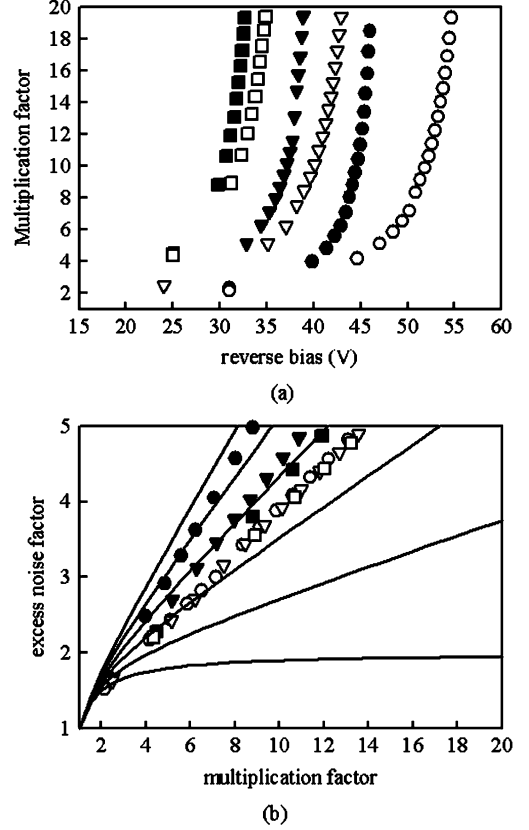 20
18
16
14
12
10
8
6
4
2
Multiplication factor
15 20 25 30 35 40 45 50 55 60
reverse bias (V)
(a)
5
4
3
2
1
excess noise factor
2 4 6 8 10 12 14 16 18 20
multiplication factor
(b)